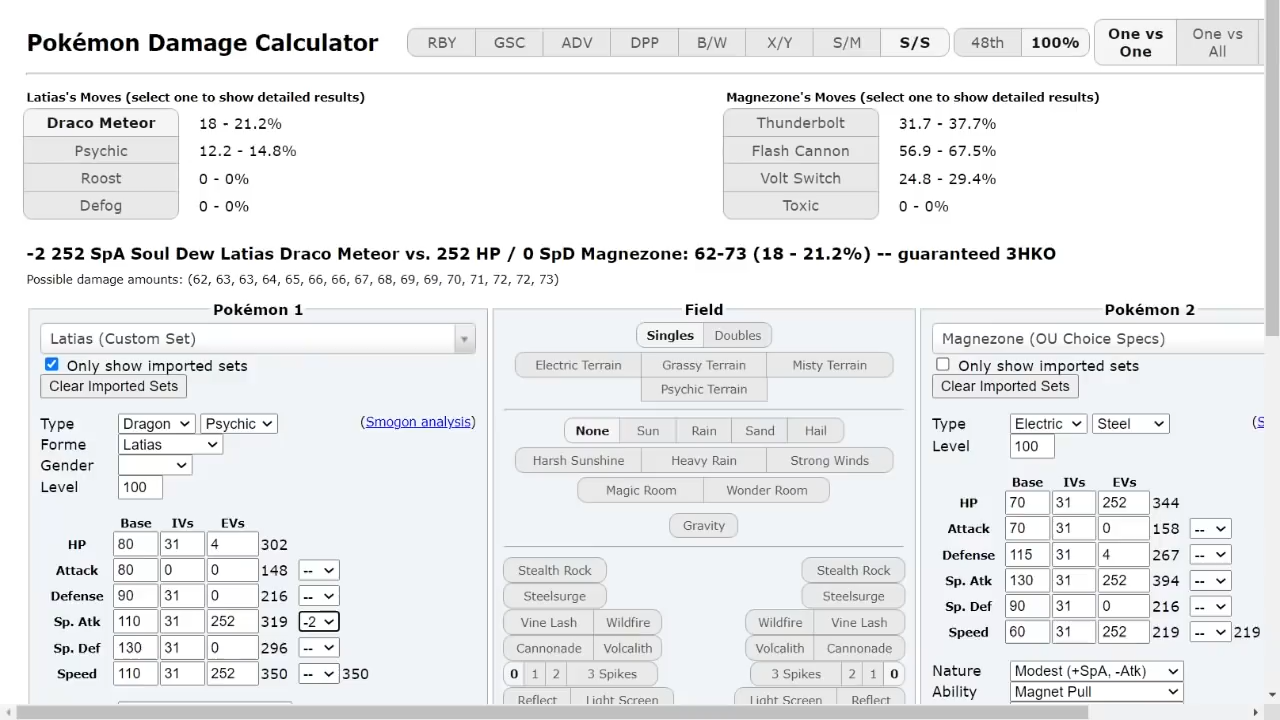 Pokémon Damage Calculator
RBY GSC ADV DPP B/W X/Y S/M S/S 48th 100% One vs One One vs All
Latias's Moves (select one to show detailed results)
Draco Meteor 18 - 21.2%
Psychic 12.2 - 14.8%
Roost 0 - 0%
Defog 0 - 0%
Magnezone's Moves (select one to show detailed results)
Thunderbolt 31.7 - 37.7%
Flash Cannon 56.9 - 67.5%
Volt Switch 24.8 - 29.4%
Toxic 0 - 0%
-2 252 SpA Soul Dew Latias Draco Meteor vs. 252 HP / 0 SpD Magnezone: 62-73 (18 - 21.2%) -- guaranteed 3HKO
Possible damage amounts: (62, 63, 63, 64, 65, 66, 66, 67, 68, 69, 69, 70, 71, 72, 72, 73)
Pokémon 1
Latias (Custom Set)
Only show imported sets
Clear Imported Sets
Type Dragon Psychic (Smogon analysis)
Forme Latias
Gender
Level 100
Base IVs EVs
HP 80 31 4 302
Attack 80 0 0 148 --
Defense 90 31 0 216 --
Sp. Atk 110 31 252 319 -2
Sp. Def 130 31 0 296 --
Speed 110 31 252 350 -- 350
Field
Singles Doubles
Electric Terrain Grassy Terrain Misty Terrain
Psychic Terrain
None Sun Rain Sand Hail
Harsh Sunshine Heavy Rain Strong Winds
Magic Room Wonder Room
Gravity
Stealth Rock Stealth Rock
Steelsurge Steelsurge
Vine Lash Wildfire Wildfire Vine Lash
Cannonade Volcalith Volcalith Cannonade
0 1 2 3 Spikes 3 Spikes 2 1 0
Reflect Light Screen Light Screen Reflect
Pokémon 2
Magnezone (OU Choice Specs)
Only show imported sets
Clear Imported Sets
Type Electric Steel (S
Level 100
Base IVs EVs
HP 70 31 252 344
Attack 70 31 0 158 --
Defense 115 31 4 267 --
Sp. Atk 130 31 252 394 --
Sp. Def 90 31 0 216 --
Speed 60 31 252 219 -- 219
Nature Modest (+SpA, -Atk)
Ability Magnet Pull